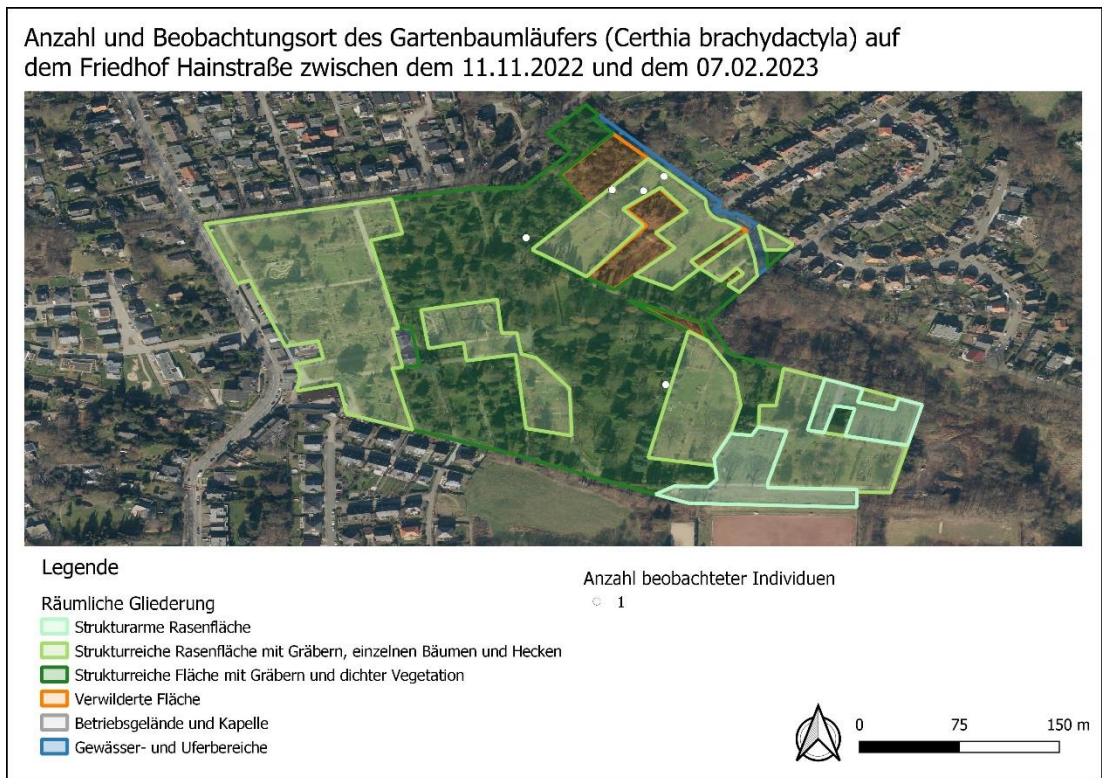 Anzahl und Beobachtungsort des Gartenbaumläufers (Certhia brachydactyla) auf
dem Friedhof Hainstraße zwischen dem 11.11.2022 und dem 07.02.2023
Legende
Räumliche Gliederung
Strukturarme Rasenfläche
Strukturreiche Rasenfläche mit Gräbern, einzelnen Bäumen und Hecken
Strukturreiche Fläche mit Gräbern und dichter Vegetation
Verwilderte Fläche
Betriebsgelände und Kapelle
Gewässer- und Uferbereiche
Anzahl beobachteter Individuen
1
0 75 150 m